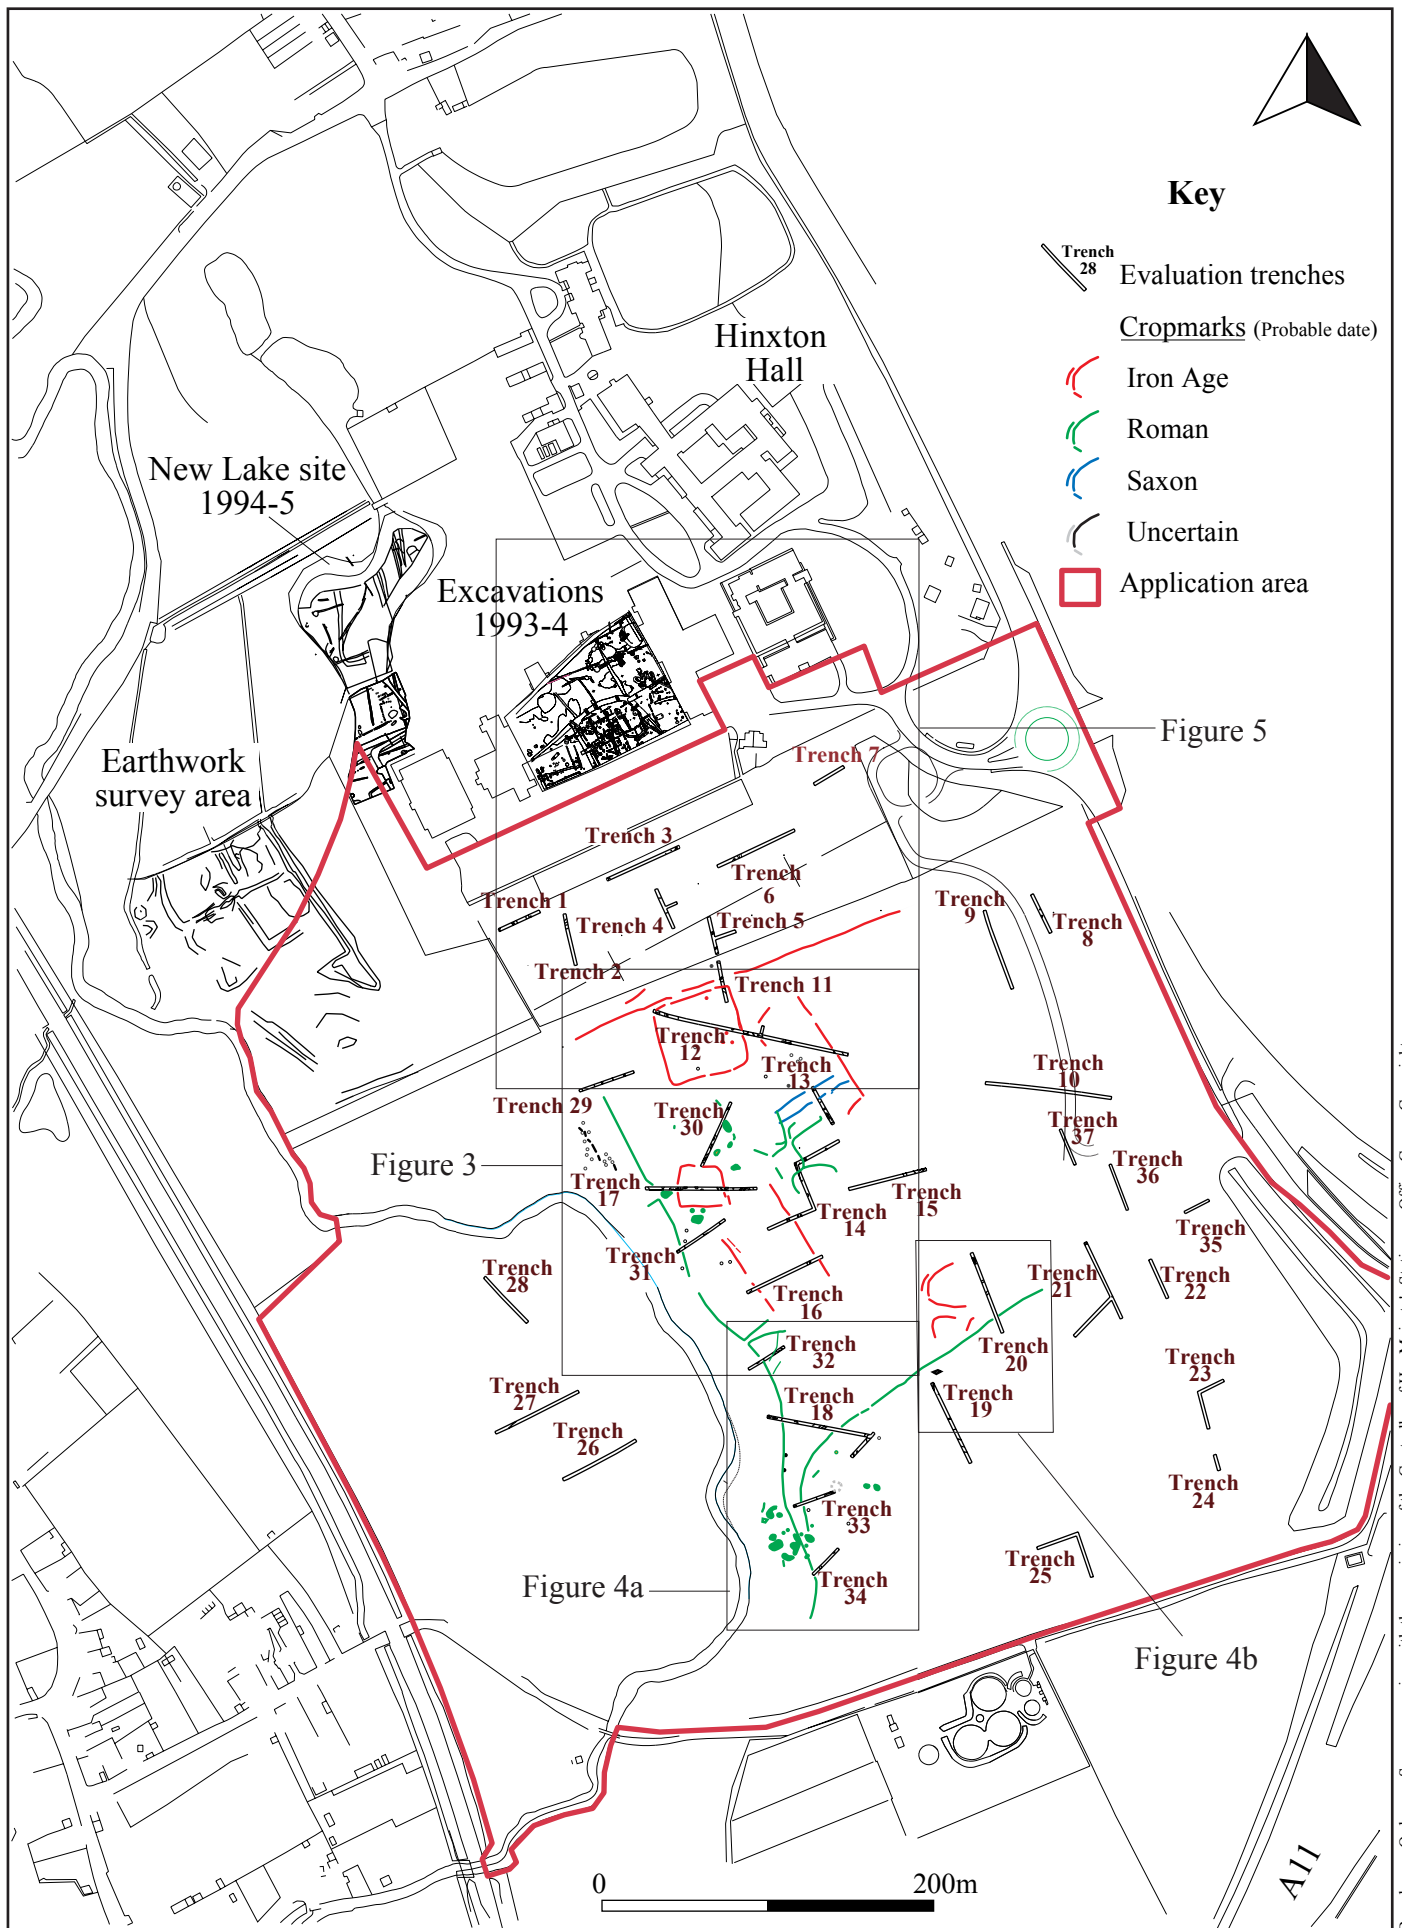 Key
Trench
28
Evaluation trenches
Cropmarks (Probable date)
Iron Age
Roman
Saxon
Uncertain
Application area
Hinxton
Hall
New Lake site
1994-5
Excavations
1993-4
Earthwork
survey area
Figure 5
Trench 7
Trench 3
Trench
6
Trench 1
Trench 4
Trench 5
Trench
9
Trench
8
Trench 2
Trench 11
Trench
12
Trench
13
Trench
10
Trench 29
Trench
30
Trench
37
Figure 3
Trench
17
Trench
36
Trench
15
Trench
14
Trench
35
Trench
31
Trench
28
Trench
21
Trench
22
Trench
16
Trench
32
Trench
20
Trench
23
Trench
27
Trench
18
Trench
19
Trench
26
Trench
24
Trench
33
Trench
25
Trench
34
Figure 4a
Figure 4b
A11
0
200m